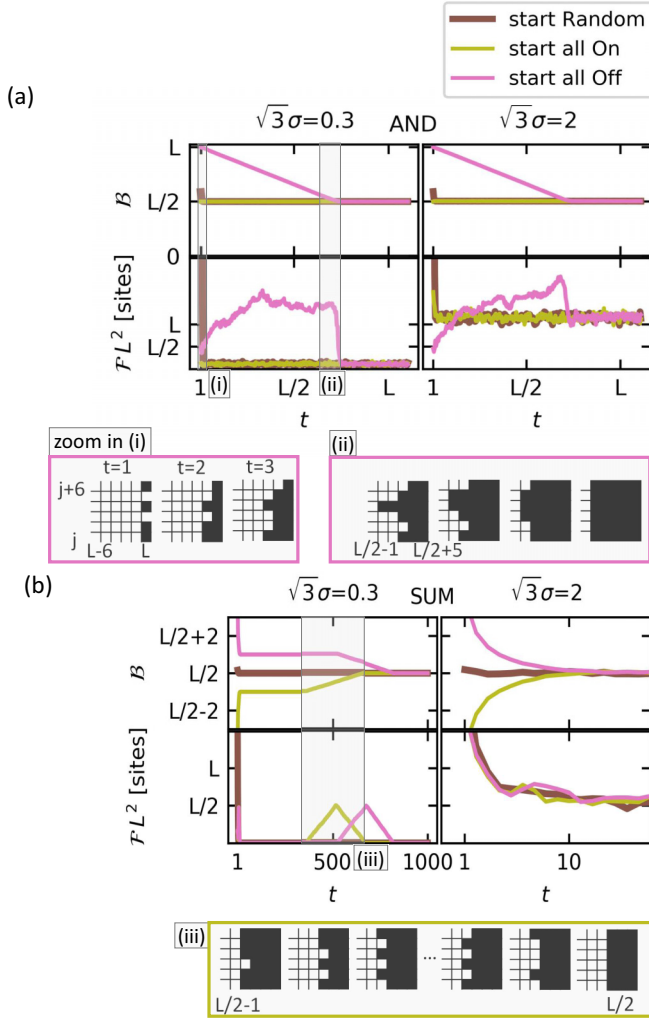 start Random
start all On
start all Off
(a)
√3σ=0.3 AND √3σ=2
L
ℬ L/2
0
ℱL² [sites]
L
L/2
1 (i) L/2 (ii) L 1 L/2 L
t t
zoom in (i) (ii)
t=1 t=2 t=3
j+6
j
L-6 L L/2-1 L/2+5
(b)
√3σ=0.3 SUM √3σ=2
L/2+2
ℬ L/2
L/2-2
ℱL² [sites]
L
L/2
1 500 (iii) 1000 1 10
t t
(iii)
...
L/2-1 L/2